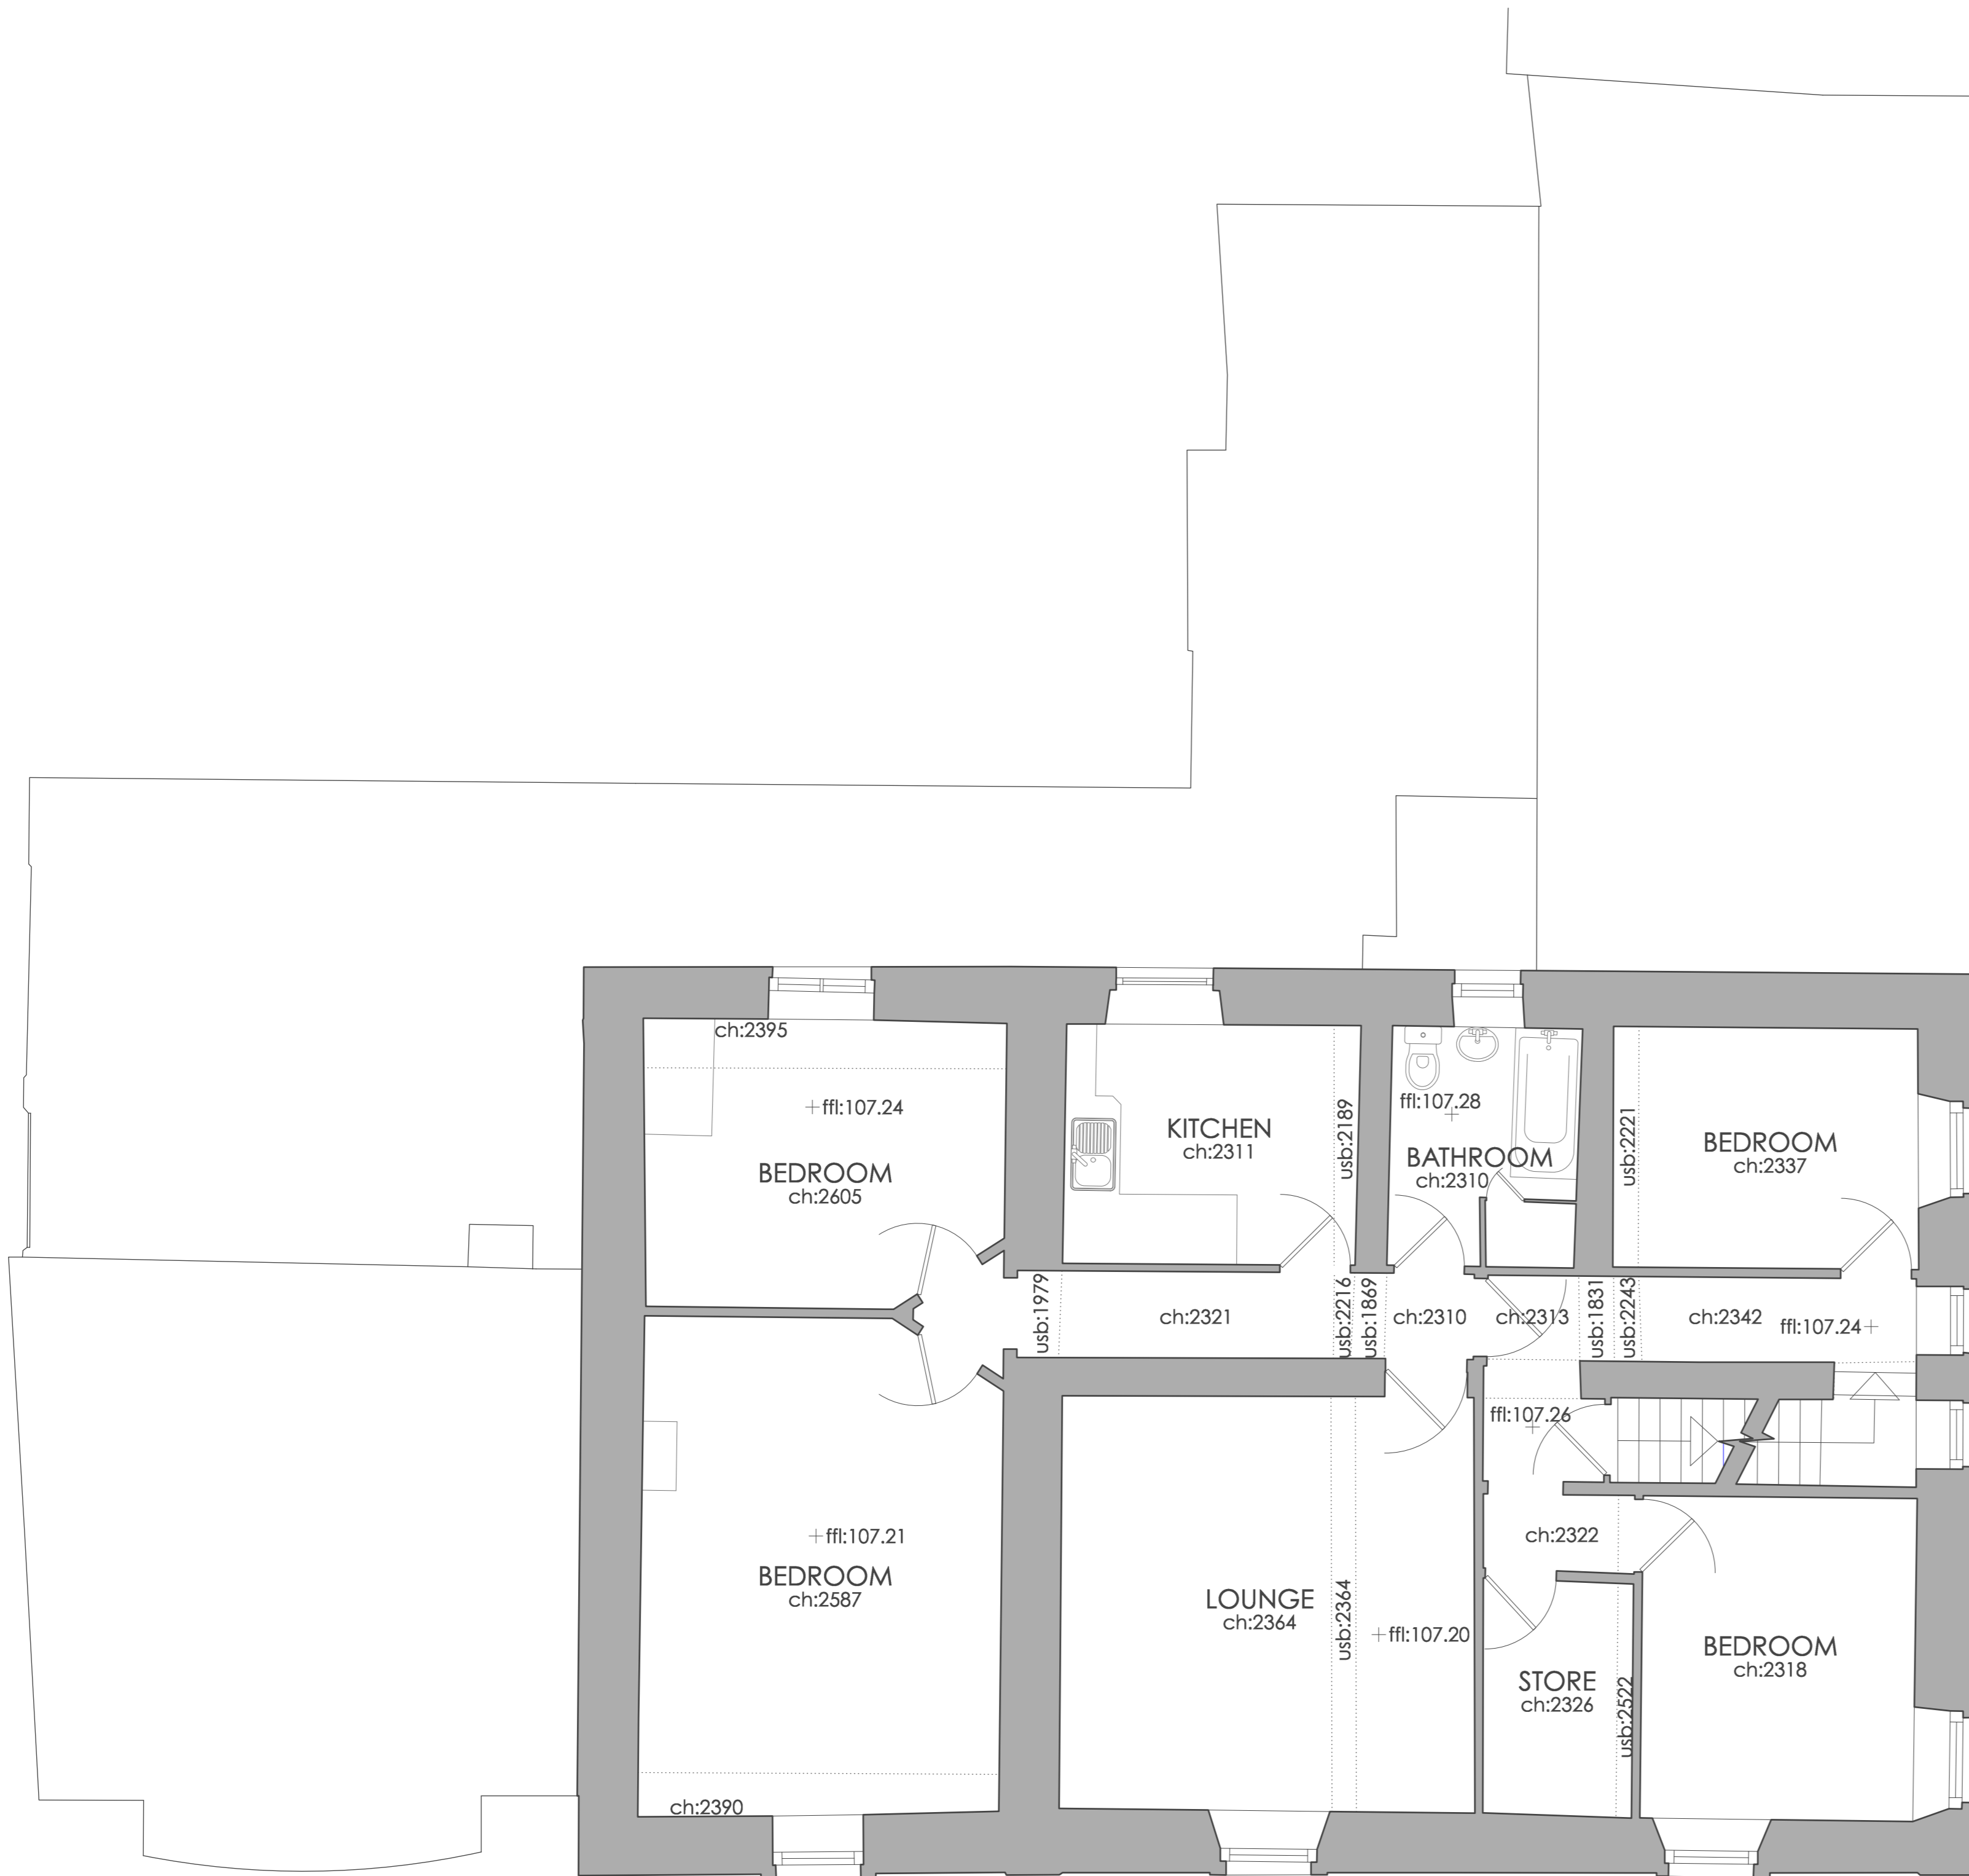 ch:2395
ffl:107.24
BEDROOM
ch:2605
KITCHEN
ch:2311
usb:2189
ffl:107.28
BATHROOM
ch:2310
usb:2221
BEDROOM
ch:2337
usb:1979
ch:2321
usb:2216
usb:1869
ch:2310
ch:2313
usb:1831
usb:2243
ch:2342
ffl:107.24
ffl:107.26
ffl:107.21
BEDROOM
ch:2587
ch:2390
LOUNGE
ch:2364
usb:2364
ffl:107.20
ch:2322
STORE
ch:2326
usb:2522
BEDROOM
ch:2318